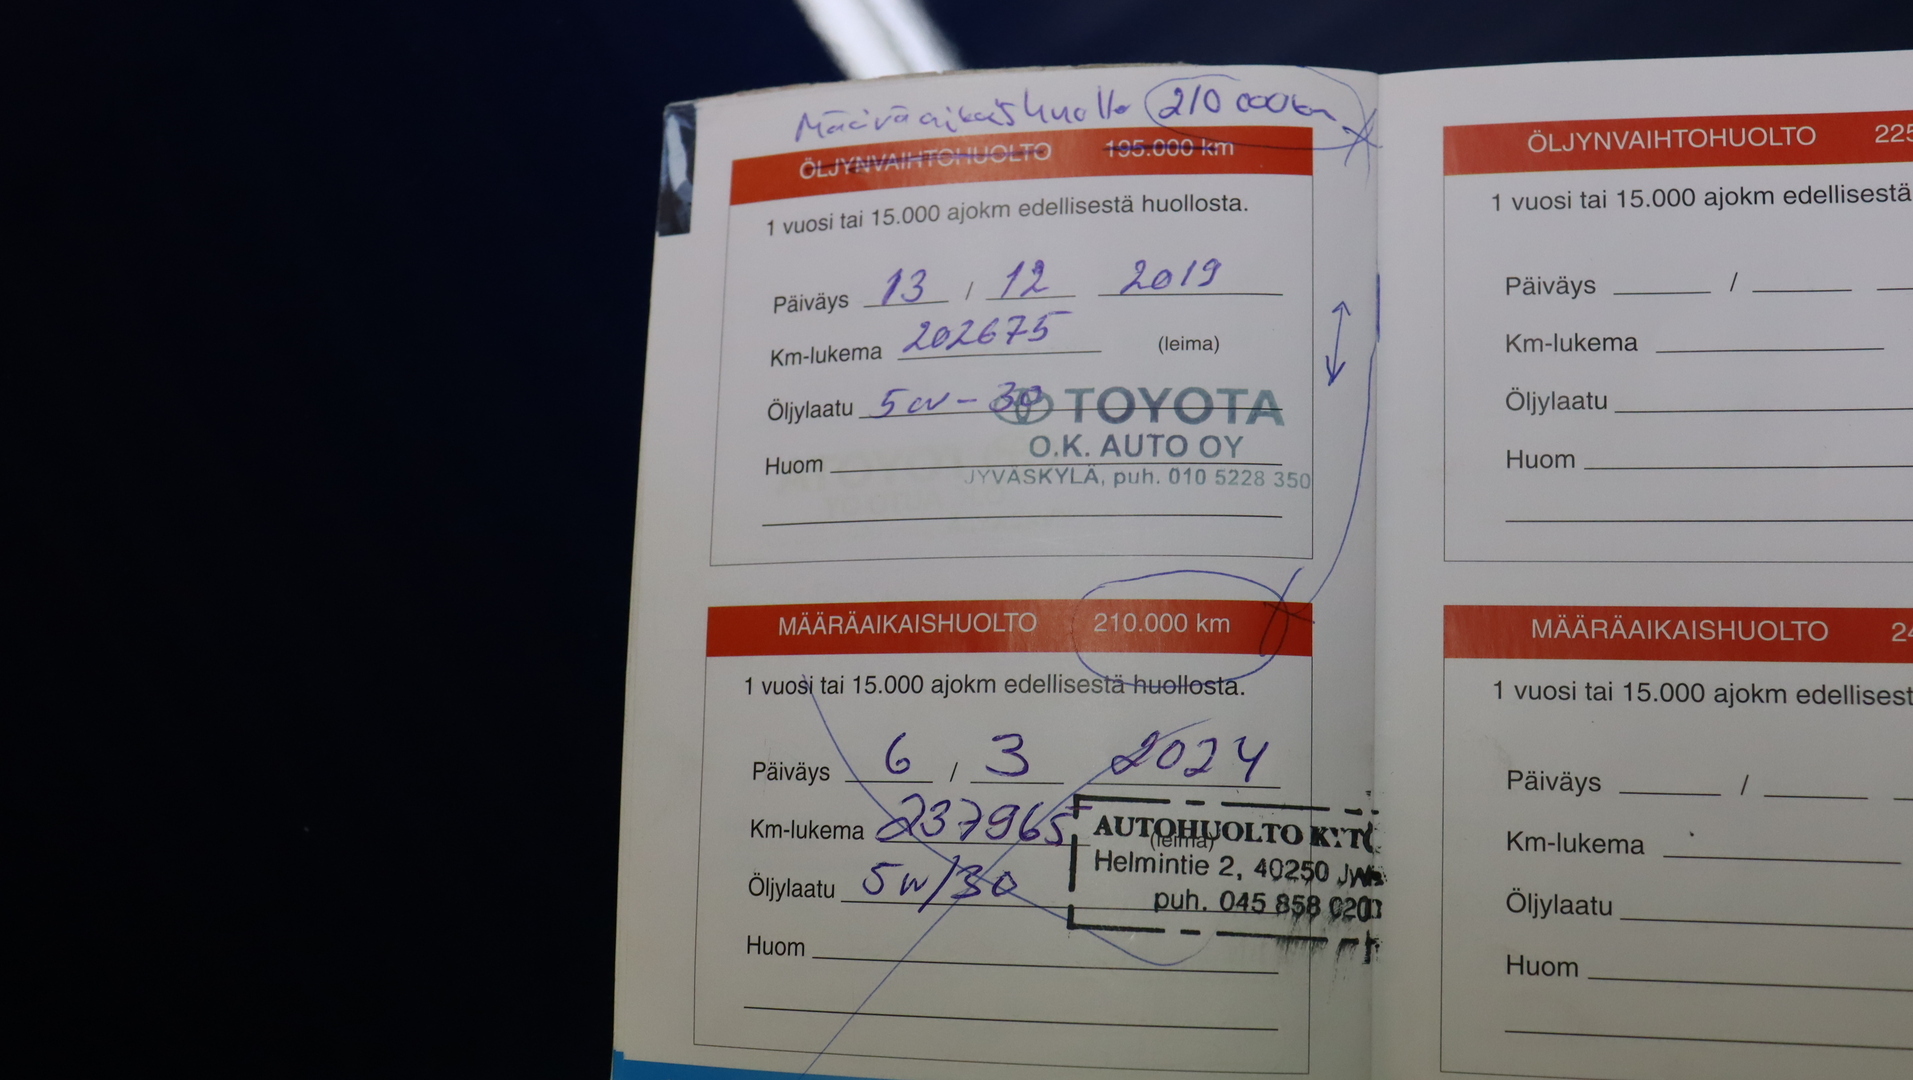 Määräaikaishuolto 210 000km
ÖLJYNVAIHTOHUOLTO 195.000 km
1 vuosi tai 15.000 ajokm edellisestä huollosta.
Päiväys 13 / 12 2019
Km-lukema 202675 (leima)
Öljylaatu 5w-30 TOYOTA
O.K. AUTO OY
Huom
JYVÄSKYLÄ, puh. 010 5228 350
MÄÄRÄAIKAISHUOLTO 210.000 km
1 vuosi tai 15.000 ajokm edellisestä huollosta.
Päiväys 6 / 3 2024
Km-lukema 237965 (leima)
AUTOHUOLTO
Helmintie 2, 40250
Öljylaatu 5w/30
puh. 045 858
Huom
ÖLJYNVAIHTOHUOLTO 225
1 vuosi tai 15.000 ajokm edellisestä
Päiväys /
Km-lukema
Öljylaatu
Huom
MÄÄRÄAIKAISHUOLTO 24
1 vuosi tai 15.000 ajokm edellisest
Päiväys /
Km-lukema
Öljylaatu
Huom